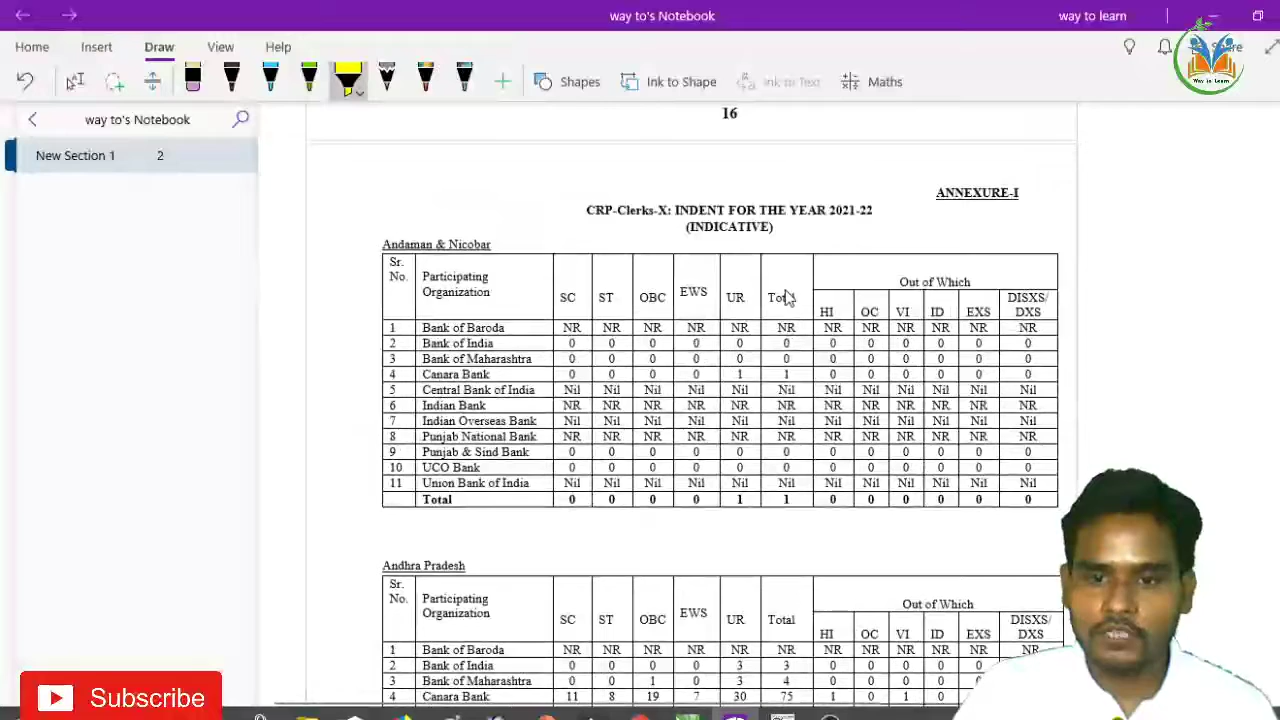 way to's Notebook
way to learn
Home Insert Draw View Help
Share
Shapes Ink to Shape Ink to Text Maths
Way to Learn
way to's Notebook
New Section 1 2
16
ANNEXURE-I
CRP-Clerks-X: INDENT FOR THE YEAR 2021-22
(INDICATIVE)
Andaman & Nicobar
Sr. No. Participating Organization SC ST OBC EWS UR Total Out of Which HI OC VI ID EXS DISXS/ DXS
1 Bank of Baroda NR NR NR NR NR NR NR NR NR NR NR NR
2 Bank of India 0 0 0 0 0 0 0 0 0 0 0 0
3 Bank of Maharashtra 0 0 0 0 0 0 0 0 0 0 0 0
4 Canara Bank 0 0 0 0 1 1 0 0 0 0 0 0
5 Central Bank of India Nil Nil Nil Nil Nil Nil Nil Nil Nil Nil Nil Nil
6 Indian Bank NR NR NR NR NR NR NR NR NR NR NR NR
7 Indian Overseas Bank Nil Nil Nil Nil Nil Nil Nil Nil Nil Nil Nil Nil
8 Punjab National Bank NR NR NR NR NR NR NR NR NR NR NR NR
9 Punjab & Sind Bank 0 0 0 0 0 0 0 0 0 0 0 0
10 UCO Bank 0 0 0 0 0 0 0 0 0 0 0 0
11 Union Bank of India Nil Nil Nil Nil Nil Nil Nil Nil Nil Nil Nil Nil
Total 0 0 0 0 1 1 0 0 0 0 0 0
Andhra Pradesh
Sr. No. Participating Organization SC ST OBC EWS UR Total Out of Which HI OC VI ID EXS DISXS/ DXS
1 Bank of Baroda NR NR NR NR NR NR NR NR NR NR NR NR
2 Bank of India 0 0 0 0 3 3 0 0 0 0 0
3 Bank of Maharashtra 0 0 1 0 3 4 0 0 0 0 0
4 Canara Bank 11 8 19 7 30 75 1 0 1 0
Subscribe